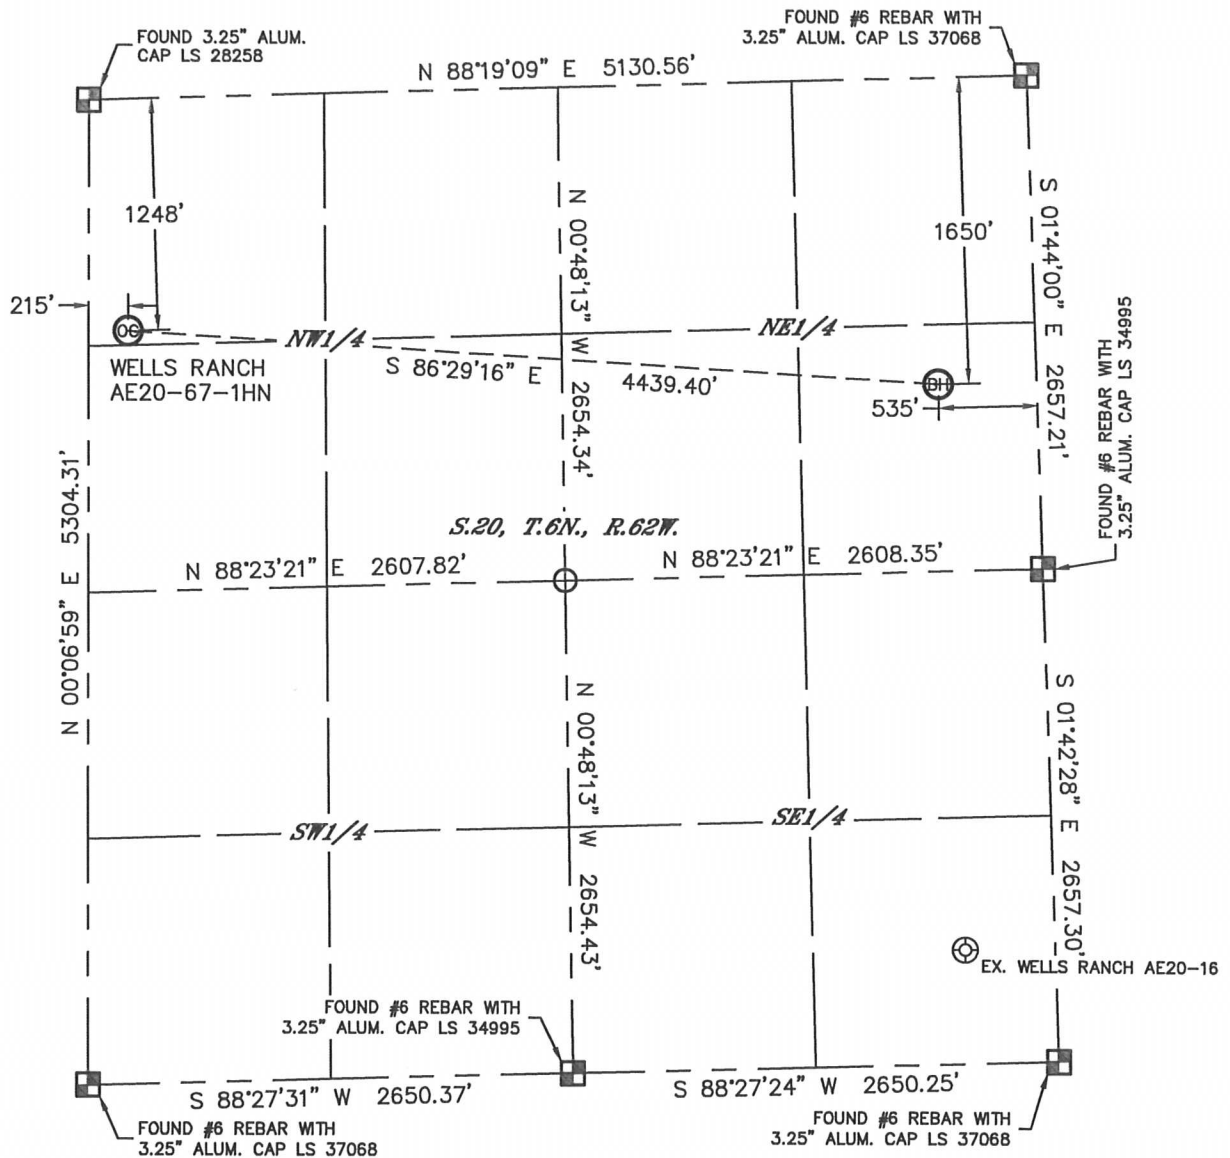 FOUND 3.25" ALUM.
CAP LS 28258
FOUND #6 REBAR WITH
3.25" ALUM. CAP LS 37068
N 88°19'09" E 5130.56'
1248'
1650'
215'
OG
WELLS RANCH
AE20-67-1HN
NW1/4
NE1/4
S 86°29'16" E 4439.40'
BH
535'
N 00°48'13" W 2654.34'
S 01°44'00" E 2657.21'
FOUND #6 REBAR WITH
3.25" ALUM. CAP LS 34995
N 00°06'59" E 5304.31'
S.20, T.6N., R.62W.
N 88°23'21" E 2607.82'
N 88°23'21" E 2608.35'
N 00°48'13" W 2654.43'
S 01°42'28" E 2657.30'
SW1/4
SE1/4
EX. WELLS RANCH AE20-16
FOUND #6 REBAR WITH
3.25" ALUM. CAP LS 34995
S 88°27'31" W 2650.37'
S 88°27'24" W 2650.25'
FOUND #6 REBAR WITH
3.25" ALUM. CAP LS 37068
FOUND #6 REBAR WITH
3.25" ALUM. CAP LS 37068